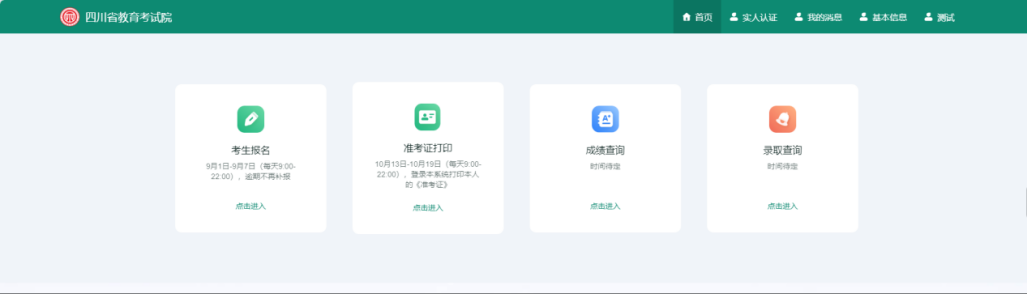 四川省教育考试院
首页
实人认证
我的消息
基本信息
测试
考生报名
9月1日-9月7日（每天9:00-
22:00），逾期不再补报
点击进入
准考证打印
10月13日-10月19日（每天9:00-
22:00），登录本系统打印本人
的《准考证》
点击进入
成绩查询
时间待定
点击进入
录取查询
时间待定
点击进入